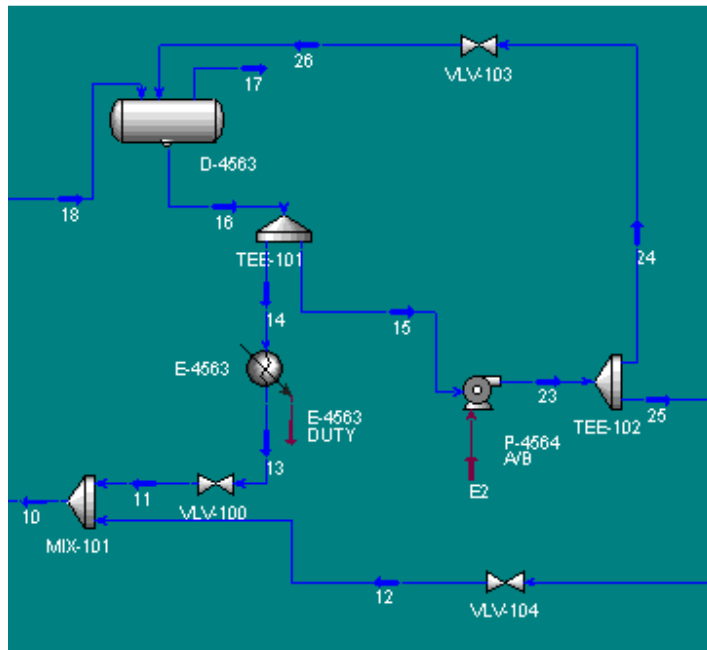 26
VLV-103
17
D-4563
18
16
TEE-101
24
14
15
E-4563
23
25
TEE-102
E-4563
DUTY
P-4564
A/B
13
E2
11
10
VLV-100
MIX-101
12
VLV-104